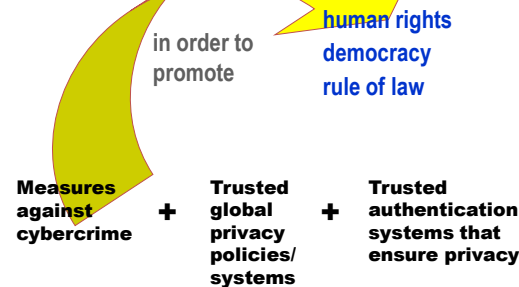 in order to
promote
human rights
democracy
rule of law
Measures
against
cybercrime
+
Trusted
global
privacy
policies/
systems
+
Trusted
authentication
systems that
ensure privacy